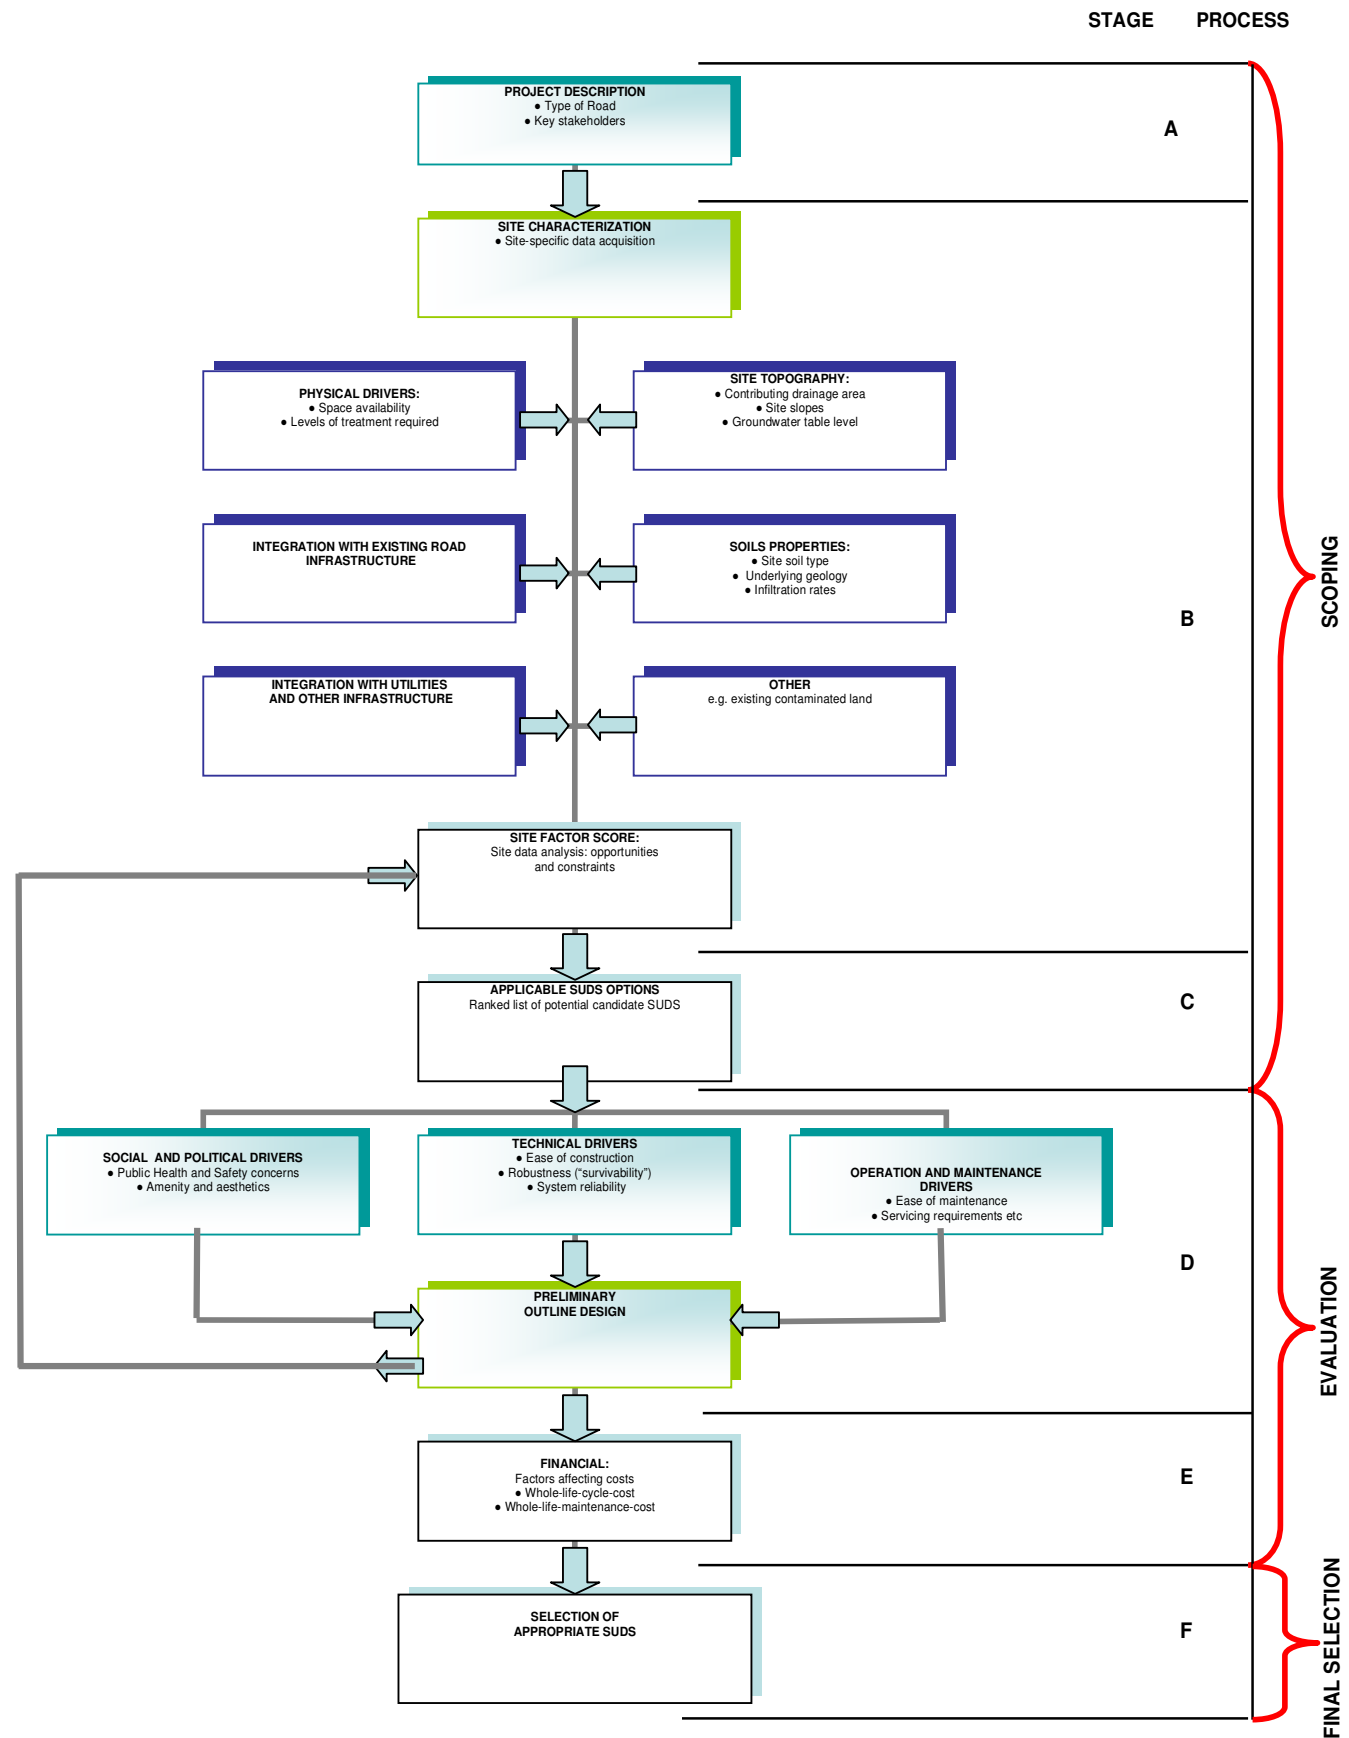 STAGE PROCESS
PROJECT DESCRIPTION
● Type of Road
● Key stakeholders
A
SITE CHARACTERIZATION
● Site-specific data acquisition
PHYSICAL DRIVERS:
● Space availability
● Levels of treatment required
SITE TOPOGRAPHY:
● Contributing drainage area
● Site slopes
● Groundwater table level
INTEGRATION WITH EXISTING ROAD
INFRASTRUCTURE
SOILS PROPERTIES:
● Site soil type
● Underlying geology
● Infiltration rates
B
SCOPING
INTEGRATION WITH UTILITIES
AND OTHER INFRASTRUCTURE
OTHER
e.g. existing contaminated land
SITE FACTOR SCORE:
Site data analysis: opportunities
and constraints
APPLICABLE SUDS OPTIONS
Ranked list of potential candidate SUDS
C
SOCIAL AND POLITICAL DRIVERS
● Public Health and Safety concerns
● Amenity and aesthetics
TECHNICAL DRIVERS
● Ease of construction
● Robustness (“survivability”)
● System reliability
OPERATION AND MAINTENANCE
DRIVERS
● Ease of maintenance
● Servicing requirements etc
D
PRELIMINARY
OUTLINE DESIGN
EVALUATION
FINANCIAL:
Factors affecting costs
● Whole-life-cycle-cost
● Whole-life-maintenance-cost
E
SELECTION OF
APPROPRIATE SUDS
F
FINAL SELECTION